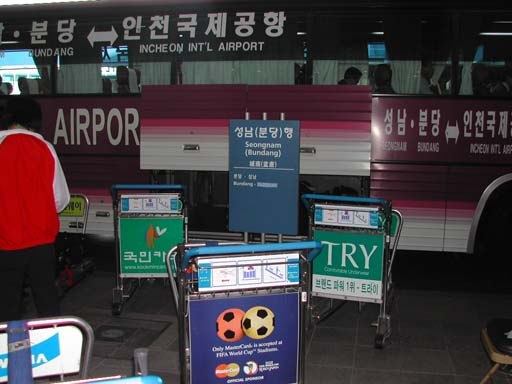 · 분당 ↔ 인천국제공항
BUNDANG INCHEON INT'L AIRPORT
AIRPOR
성남 · 분당 ↔ 인천국제공
SEONGNAM BUNDANG INCHEON INT'L AIRP
성남(분당)행
Seongnam
(Bundang)
城南(盆唐)
분당 - 성남
Bundang -
국민카
TRY
Comfortable Underwear
브랜드 파워 1위 - 트라이
Only MasterCard® is accepted at
FIFA World Cup™ Stadiums.
MasterCard
OFFICIAL SPONSOR